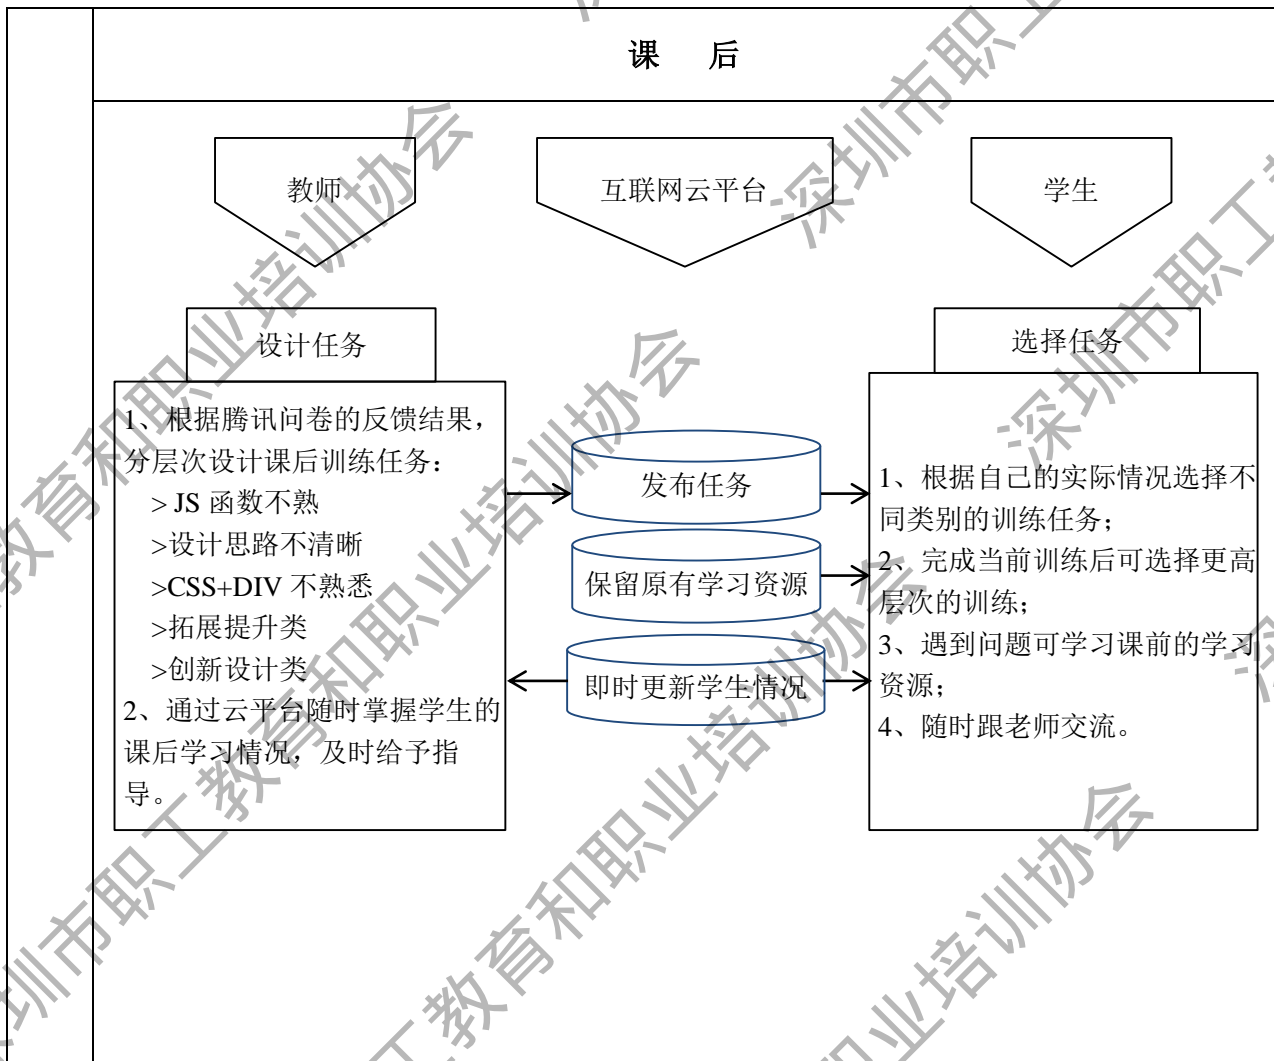 课 后
教师
互联网云平台
学生
设计任务
1、根据腾讯问卷的反馈结果，
分层次设计课后训练任务：
> JS 函数不熟
>设计思路不清晰
>CSS+DIV 不熟悉
>拓展提升类
>创新设计类
2、通过云平台随时掌握学生的
课后学习情况，及时给予指
导。
发布任务
保留原有学习资源
即时更新学生情况
选择任务
1、根据自己的实际情况选择不
同类别的训练任务；
2、完成当前训练后可选择更高
层次的训练；
3、遇到问题可学习课前的学习
资源；
4、随时跟老师交流。
深圳市职工教育和职业培训协会